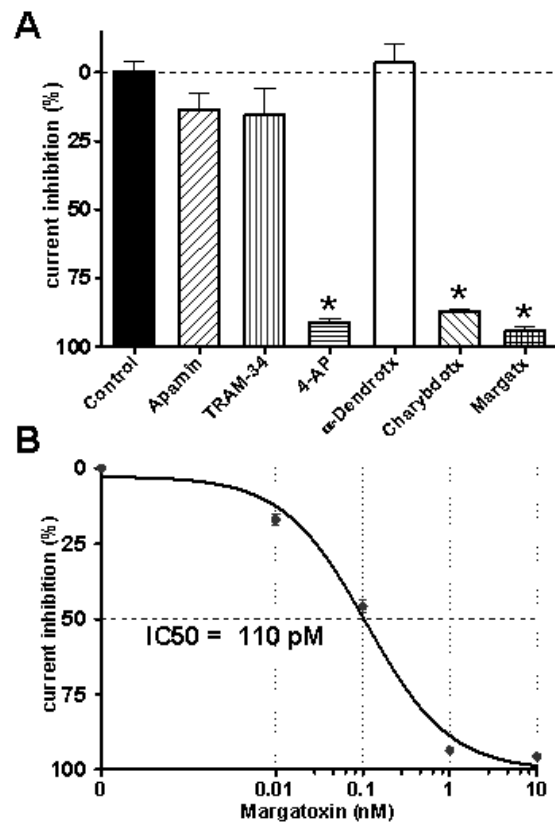 A
current inhibition (%)
0
25
50
75
100
*
*
*
Control
Apamin
TRAM-34
4-AP
α-Dendrotx
Charybdotx
Margatx
B
current inhibition (%)
0
25
50
75
100
IC50 = 110 pM
0
0.01
0.1
1
10
Margatoxin (nM)